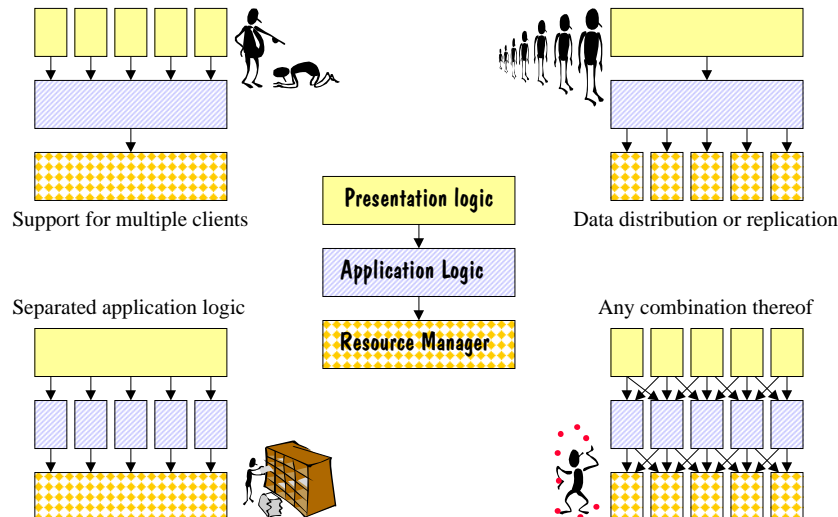 Support for multiple clients
Data distribution or replication
Presentation logic
Application Logic
Resource Manager
Separated application logic
Any combination thereof